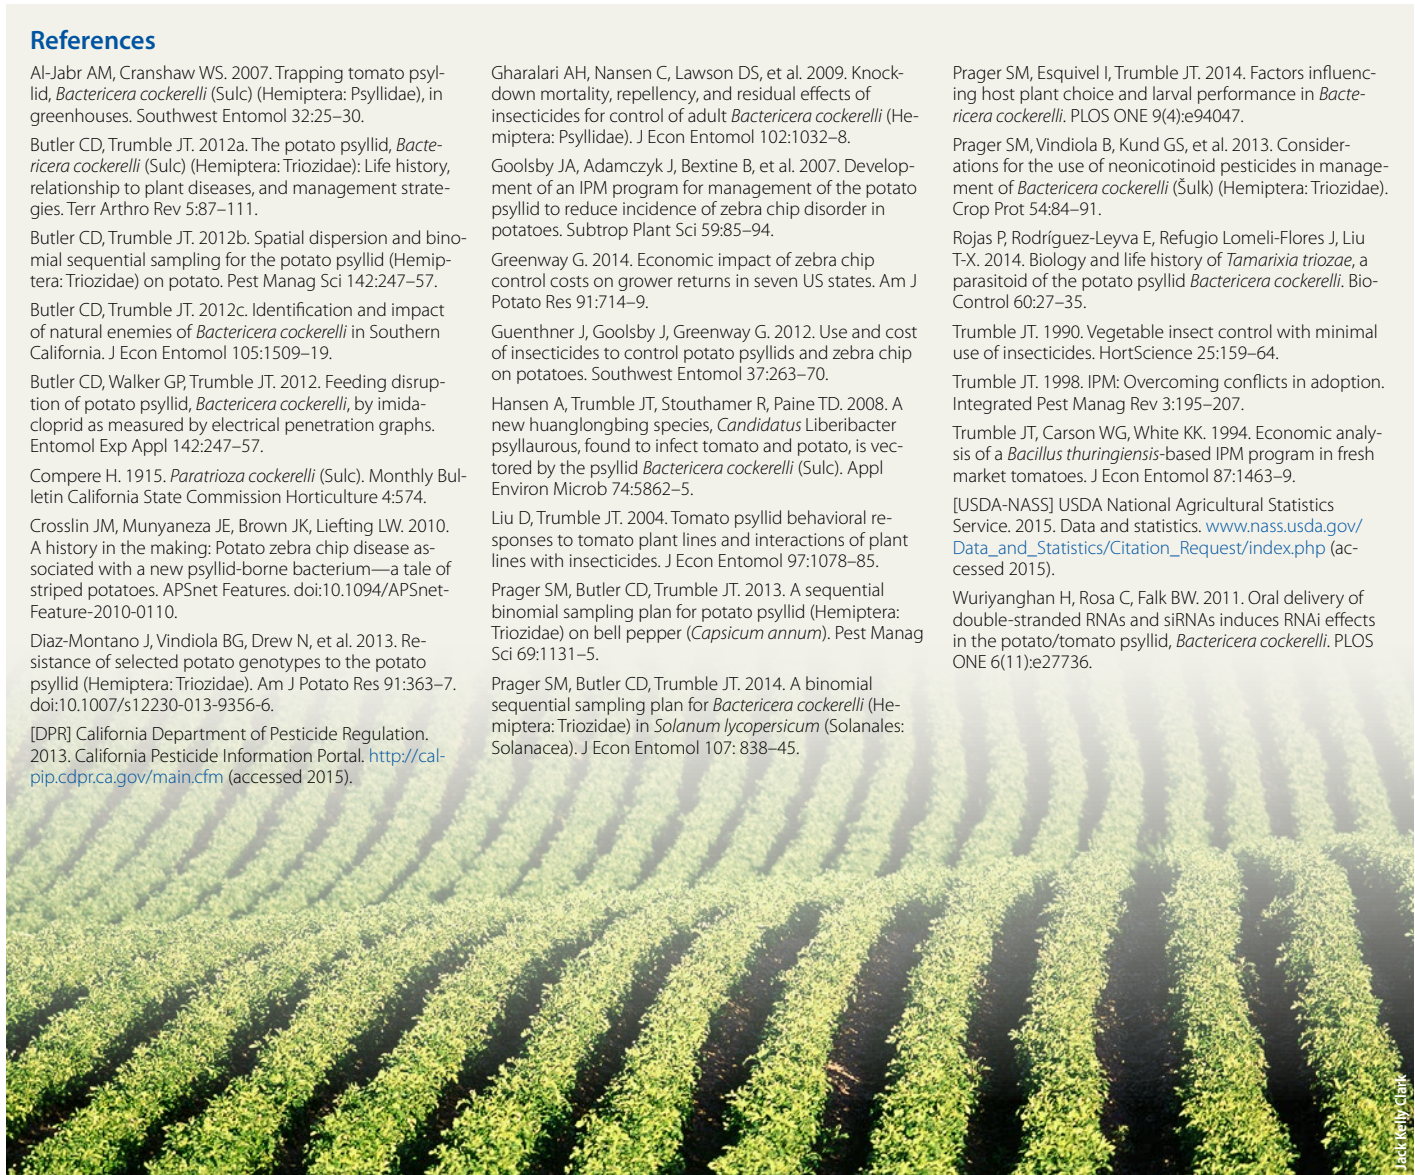 References
Al-Jabr AM, Cranshaw WS. 2007. Trapping tomato psyl-
lid, Bactericera cockerelli (Sulc) (Hemiptera: Psyllidae), in
greenhouses. Southwest Entomol 32:25–30.
Butler CD, Trumble JT. 2012a. The potato psyllid, Bacte-
ricera cockerelli (Sulc) (Hemiptera: Triozidae): Life history,
relationship to plant diseases, and management strate-
gies. Terr Arthro Rev 5:87–111.
Butler CD, Trumble JT. 2012b. Spatial dispersion and bino-
mial sequential sampling for the potato psyllid (Hemip-
tera: Triozidae) on potato. Pest Manag Sci 142:247–57.
Butler CD, Trumble JT. 2012c. Identification and impact
of natural enemies of Bactericera cockerelli in Southern
California. J Econ Entomol 105:1509–19.
Butler CD, Walker GP, Trumble JT. 2012. Feeding disrup-
tion of potato psyllid, Bactericera cockerelli, by imida-
cloprid as measured by electrical penetration graphs.
Entomol Exp Appl 142:247–57.
Compere H. 1915. Paratrioza cockerelli (Sulc). Monthly Bul-
letin California State Commission Horticulture 4:574.
Crosslin JM, Munyaneza JE, Brown JK, Liefting LW. 2010.
A history in the making: Potato zebra chip disease as-
sociated with a new psyllid-borne bacterium—a tale of
striped potatoes. APSnet Features. doi:10.1094/APSnet-
Feature-2010-0110.
Diaz-Montano J, Vindiola BG, Drew N, et al. 2013. Re-
sistance of selected potato genotypes to the potato
psyllid (Hemiptera: Triozidae). Am J Potato Res 91:363–7.
doi:10.1007/s12230-013-9356-6.
[DPR] California Department of Pesticide Regulation.
2013. California Pesticide Information Portal. http://cal-
pip.cdpr.ca.gov/main.cfm (accessed 2015).
Gharalari AH, Nansen C, Lawson DS, et al. 2009. Knock-
down mortality, repellency, and residual effects of
insecticides for control of adult Bactericera cockerelli (He-
miptera: Psyllidae). J Econ Entomol 102:1032–8.
Goolsby JA, Adamczyk J, Bextine B, et al. 2007. Develop-
ment of an IPM program for management of the potato
psyllid to reduce incidence of zebra chip disorder in
potatoes. Subtrop Plant Sci 59:85–94.
Greenway G. 2014. Economic impact of zebra chip
control costs on grower returns in seven US states. Am J
Potato Res 91:714–9.
Guenthner J, Goolsby J, Greenway G. 2012. Use and cost
of insecticides to control potato psyllids and zebra chip
on potatoes. Southwest Entomol 37:263–70.
Hansen A, Trumble JT, Stouthamer R, Paine TD. 2008. A
new huanglongbing species, Candidatus Liberibacter
psyllaurous, found to infect tomato and potato, is vec-
tored by the psyllid Bactericera cockerelli (Sulc). Appl
Environ Microb 74:5862–5.
Liu D, Trumble JT. 2004. Tomato psyllid behavioral re-
sponses to tomato plant lines and interactions of plant
lines with insecticides. J Econ Entomol 97:1078–85.
Prager SM, Butler CD, Trumble JT. 2013. A sequential
binomial sampling plan for potato psyllid (Hemiptera:
Triozidae) on bell pepper (Capsicum annum). Pest Manag
Sci 69:1131–5.
Prager SM, Butler CD, Trumble JT. 2014. A binomial
sequential sampling plan for Bactericera cockerelli (He-
miptera: Triozidae) in Solanum lycopersicum (Solanales:
Solanacea). J Econ Entomol 107: 838–45.
Prager SM, Esquivel I, Trumble JT. 2014. Factors influenc-
ing host plant choice and larval performance in Bacte-
ricera cockerelli. PLOS ONE 9(4):e94047.
Prager SM, Vindiola B, Kund GS, et al. 2013. Consider-
ations for the use of neonicotinoid pesticides in manage-
ment of Bactericera cockerelli (Šulk) (Hemiptera: Triozidae).
Crop Prot 54:84–91.
Rojas P, Rodríguez-Leyva E, Refugio Lomeli-Flores J, Liu
T-X. 2014. Biology and life history of Tamarixia triozae, a
parasitoid of the potato psyllid Bactericera cockerelli. Bio-
Control 60:27–35.
Trumble JT. 1990. Vegetable insect control with minimal
use of insecticides. HortScience 25:159–64.
Trumble JT. 1998. IPM: Overcoming conflicts in adoption.
Integrated Pest Manag Rev 3:195–207.
Trumble JT, Carson WG, White KK. 1994. Economic analy-
sis of a Bacillus thuringiensis-based IPM program in fresh
market tomatoes. J Econ Entomol 87:1463–9.
[USDA-NASS] USDA National Agricultural Statistics
Service. 2015. Data and statistics. www.nass.usda.gov/
Data_and_Statistics/Citation_Request/index.php (ac-
cessed 2015).
Wuriyanghan H, Rosa C, Falk BW. 2011. Oral delivery of
double-stranded RNAs and siRNAs induces RNAi effects
in the potato/tomato psyllid, Bactericera cockerelli. PLOS
ONE 6(11):e27736.
Jack Kelly Clark